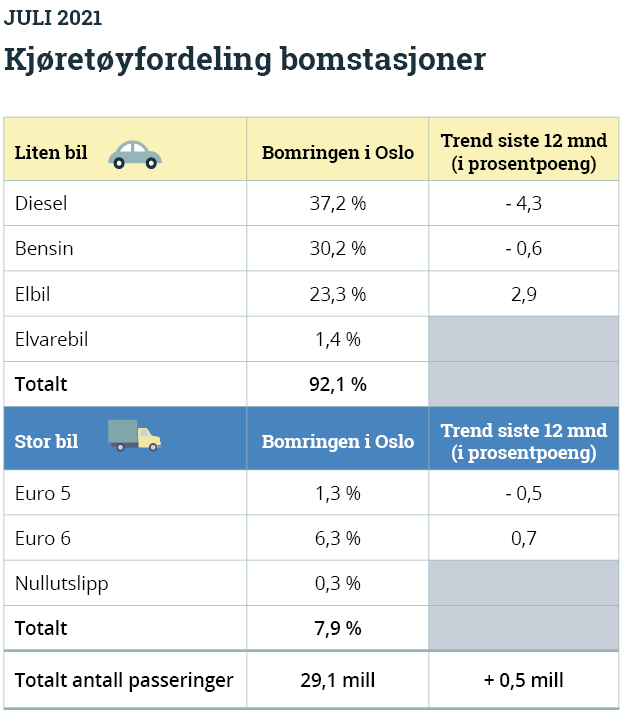 JULI 2021
Kjøretøyfordeling bomstasjoner
Liten bil Bomringen i Oslo Trend siste 12 mnd
(i prosentpoeng)
Diesel 37,2 % - 4,3
Bensin 30,2 % - 0,6
Elbil 23,3 % 2,9
Elvarebil 1,4 %
Totalt 92,1 %
Stor bil Bomringen i Oslo Trend siste 12 mnd
(i prosentpoeng)
Euro 5 1,3 % - 0,5
Euro 6 6,3 % 0,7
Nullutslipp 0,3 %
Totalt 7,9 %
Totalt antall passeringer 29,1 mill + 0,5 mill